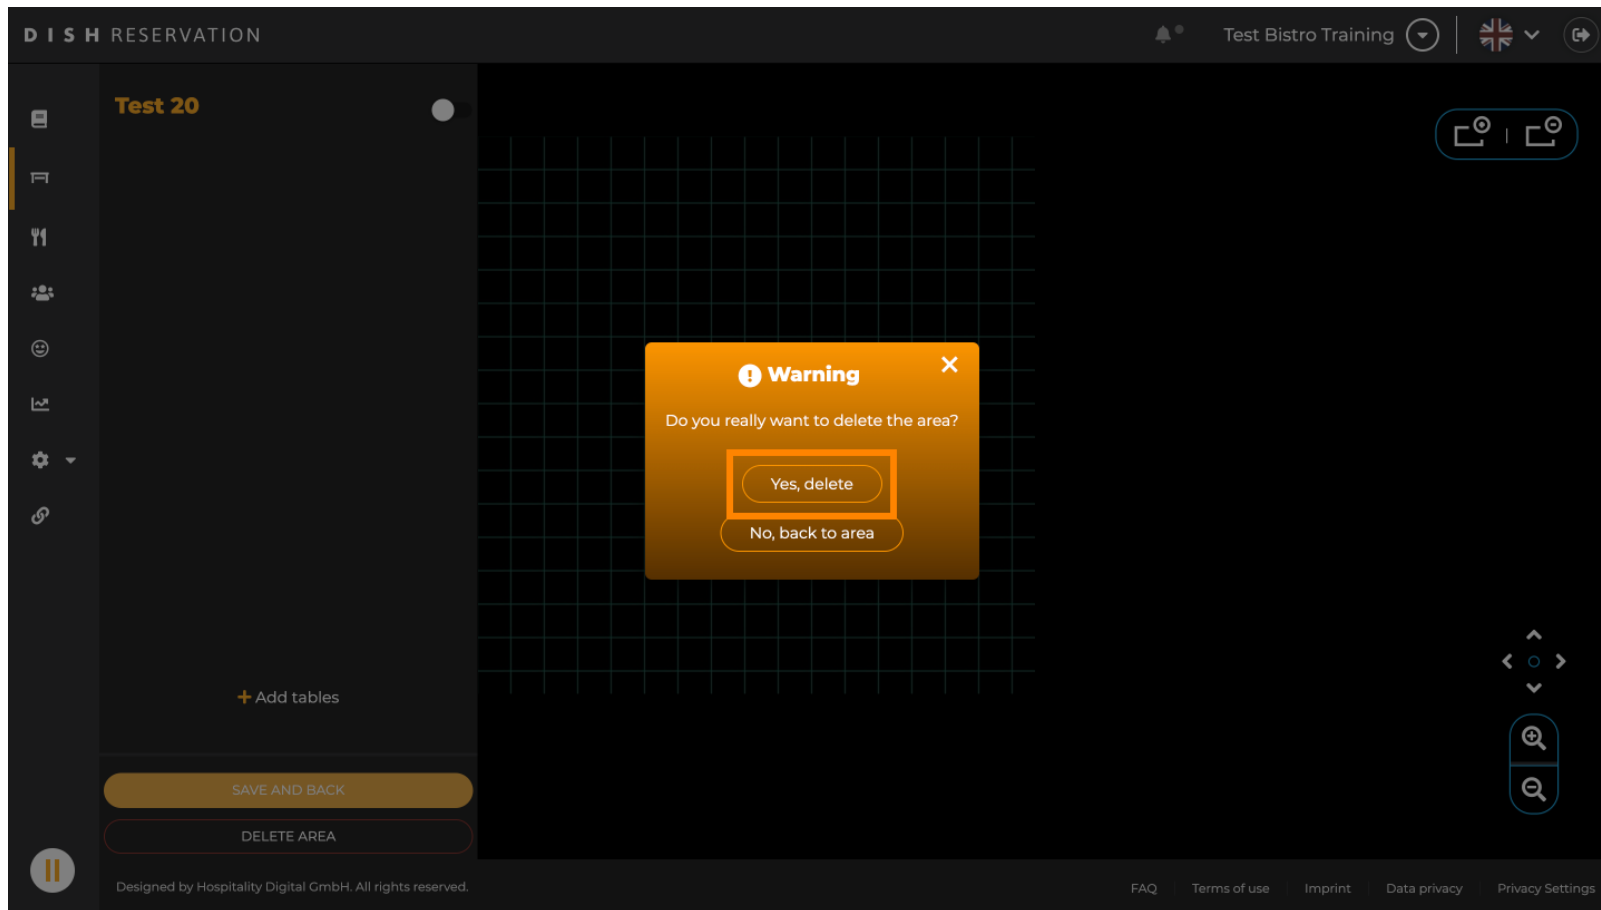 DISH RESERVATION
Test Bistro Training
Test 20
Warning
Do you really want to delete the area?
Yes, delete
No, back to area
+ Add tables
SAVE AND BACK
DELETE AREA
Designed by Hospitality Digital GmbH. All rights reserved.
FAQ | Terms of use | Imprint | Data privacy | Privacy Settings